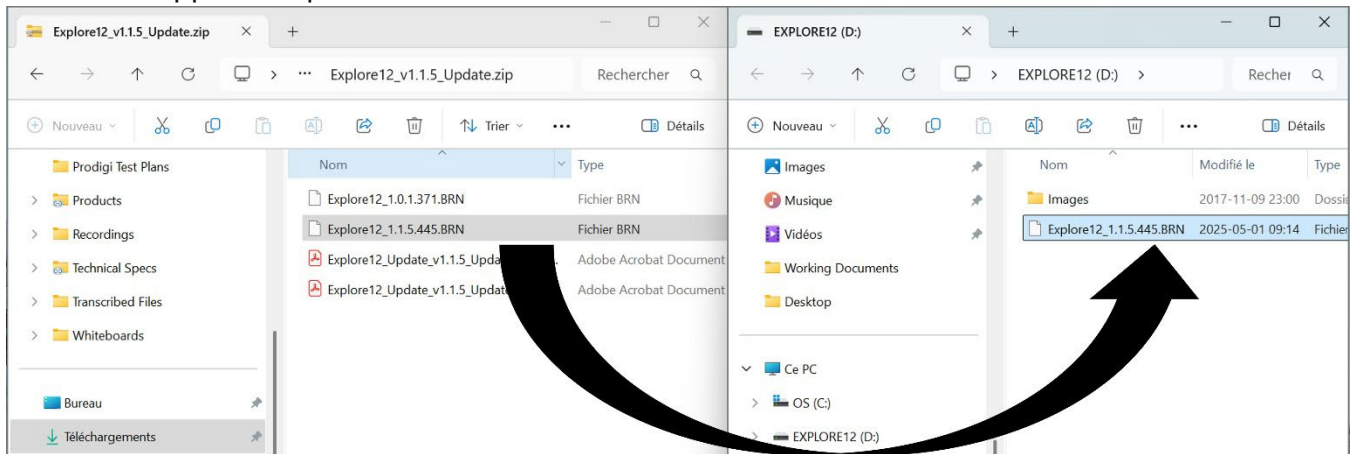 Explore12_v1.1.5_Update.zip
Explore12_v1.1.5_Update.zip
Rechercher
Nouveau
Trier
Détails
Prodigi Test Plans
Products
Recordings
Technical Specs
Transcribed Files
Whiteboards
Bureau
Téléchargements
Nom
Type
Explore12_1.0.1.371.BRN
Fichier BRN
Explore12_1.1.5.445.BRN
Fichier BRN
Explore12_Update_v1.1.5_Upda
Adobe Acrobat Document
Explore12_Update_v1.1.5_Updat
Adobe Acrobat Document
EXPLORE12 (D:)
EXPLORE12 (D:)
Recher
Nouveau
Détails
Images
Musique
Vidéos
Working Documents
Desktop
Ce PC
OS (C:)
EXPLORE12 (D:)
Nom
Modifié le
Type
Images
2017-11-09 23:00
Dossi
Explore12_1.1.5.445.BRN
2025-05-01 09:14
Fichier